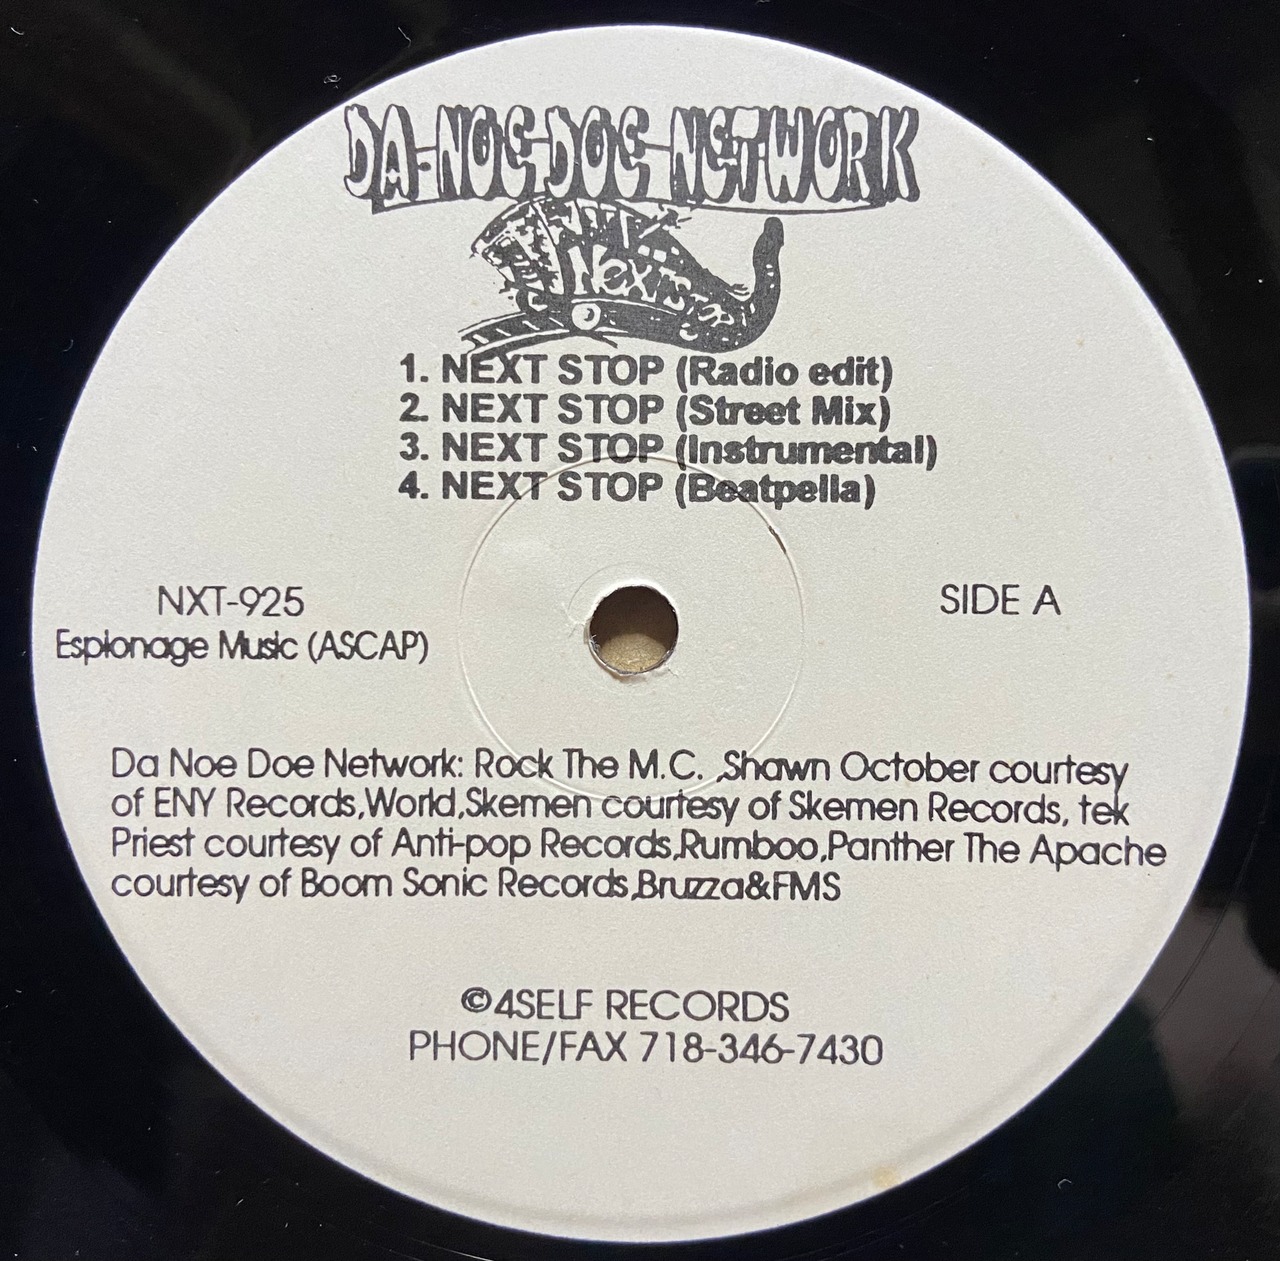 DA-NOE-DOE-NETWORK
NEXT STOP
1. NEXT STOP (Radio edit)
2. NEXT STOP (Street Mix)
3. NEXT STOP (Instrumental)
4. NEXT STOP (Beatpella)
NXT-925
SIDE A
Espionage Music (ASCAP)
Da Noe Doe Network: Rock The M.C. ,Shawn October courtesy
of ENY Records,World,Skemen courtesy of Skemen Records, tek
Priest courtesy of Anti-pop Records,Rumboo,Panther The Apache
courtesy of Boom Sonic Records,Bruzza&FMS
©4SELF RECORDS
PHONE/FAX 718-346-7430